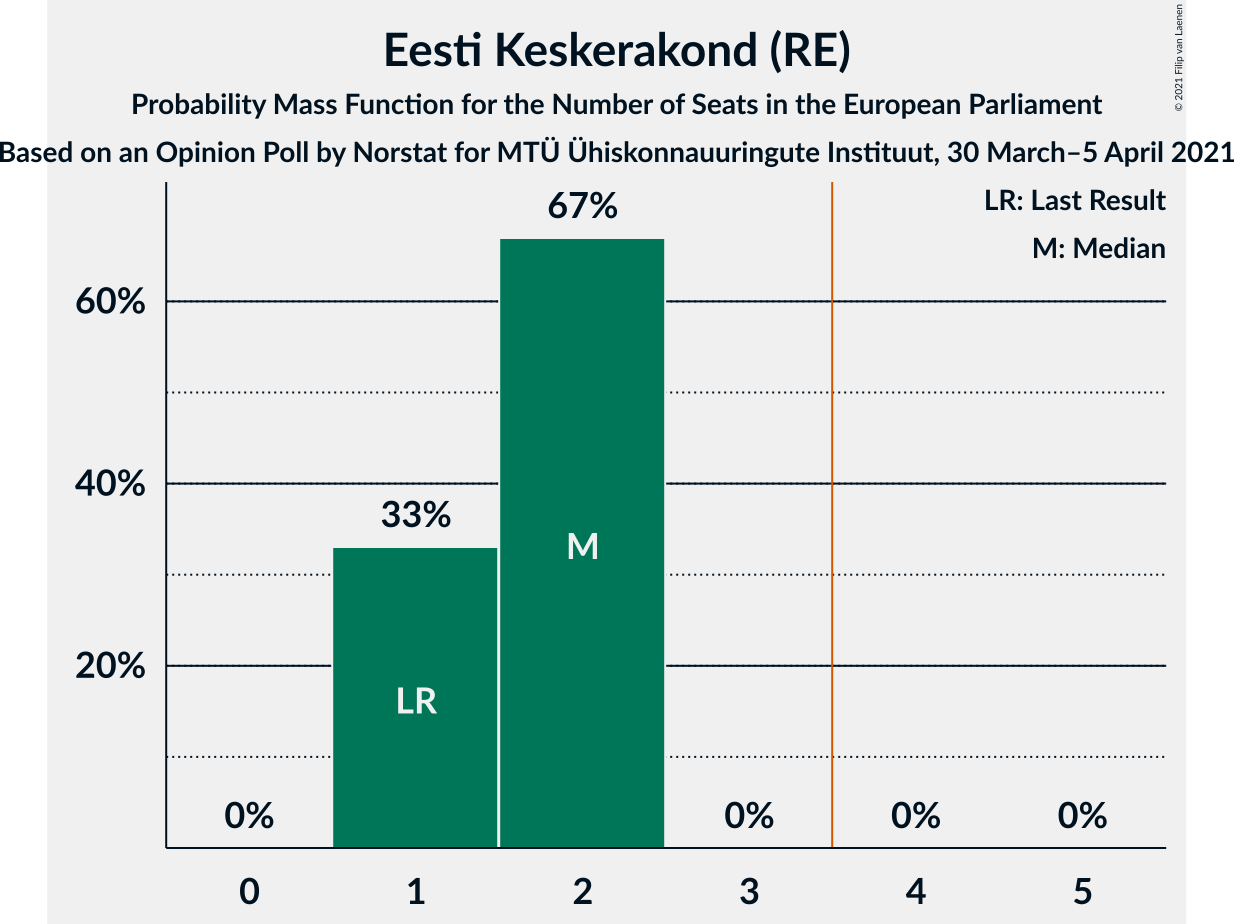 Eesti Keskerakond (RE)
Probability Mass Function for the Number of Seats in the European Parliament
Based on an Opinion Poll by Norstat for MTÜ Ühiskonnauuringute Instituut, 30 March–5 April 2021
© 2021 Filip van Laenen
LR: Last Result
M: Median
67%
60%
40%
33%
M
20%
LR
0%
0%
0%
0%
0 1 2 3 4 5